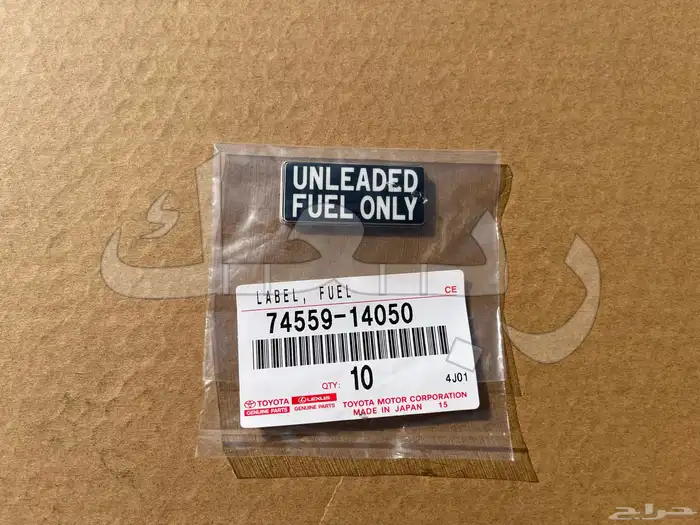 UNLEADED
FUEL ONLY
LABEL, FUEL
CE
74559-14050
QTY: 10
4J01
TOYOTA
GENUINE PARTS
LEXUS
GENUINE PARTS
TOYOTA MOTOR CORPORATION
MADE IN JAPAN 15
حراج